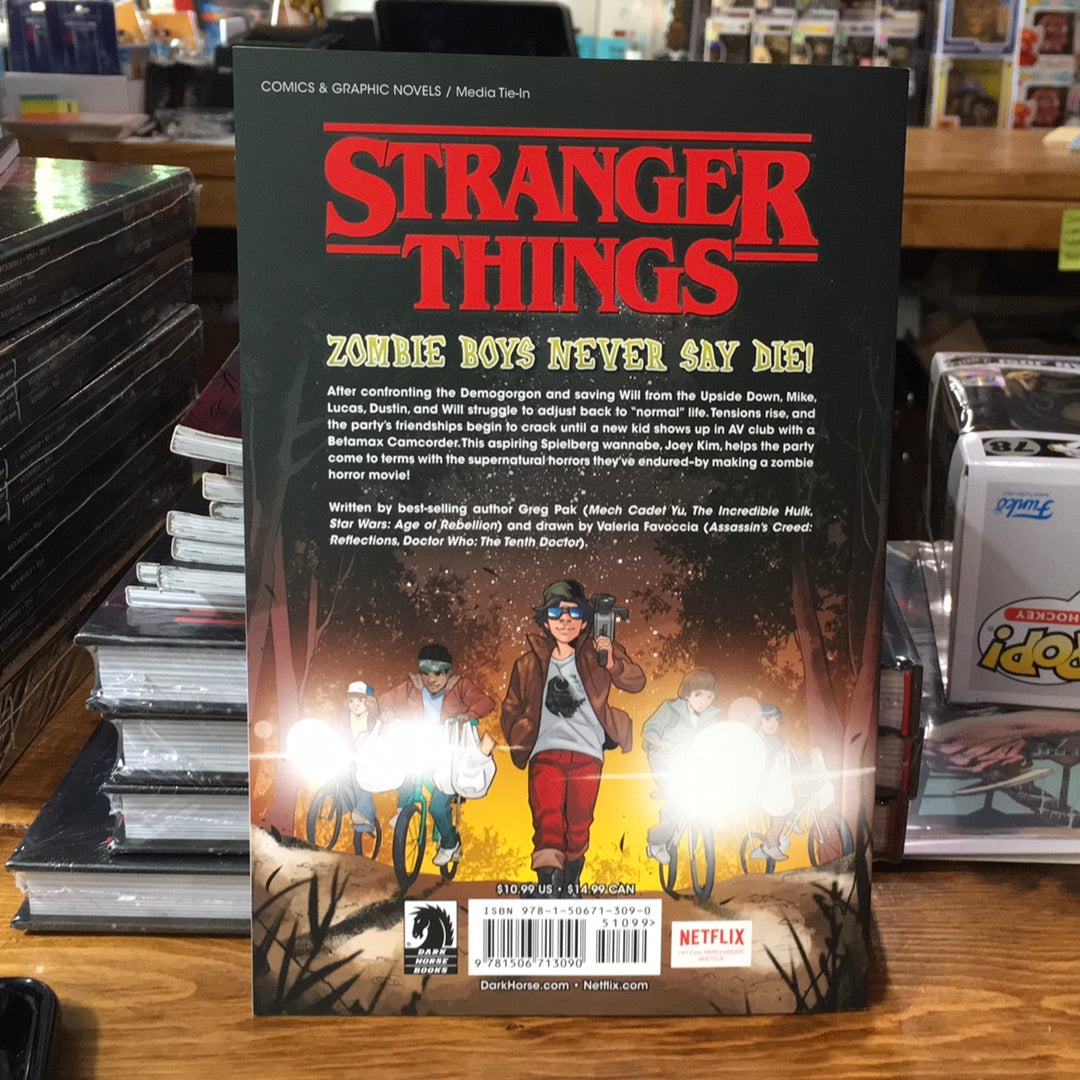 COMICS & GRAPHIC NOVELS / Media Tie-In
STRANGER
THINGS
ZOMBIE BOYS NEVER SAY DIE!
After confronting the Demogorgon and saving Will from the Upside Down, Mike,
Lucas, Dustin, and Will struggle to adjust back to “normal” life. Tensions rise, and
the party’s friendships begin to crack until a new kid shows up in AV club with a
Betamax Camcorder. This aspiring Spielberg wannabe, Joey Kim, helps the party
come to terms with the supernatural horrors they’ve endured–by making a zombie
horror movie!
Written by best-selling author Greg Pak (Mech Cadet Yu, The Incredible Hulk,
Star Wars: Age of Rebellion) and drawn by Valeria Favoccia (Assassin’s Creed:
Reflections, Doctor Who: The Tenth Doctor).
$10.99 US • $14.99 CAN
ISBN 978-1-50671-309-0
51099>
9 781506 713090
DARK
HORSE
BOOKS
NETFLIX
OFFICIAL MERCHANDISE
DarkHorse.com • Netflix.com
78
Funko
HOCKEY
POP!